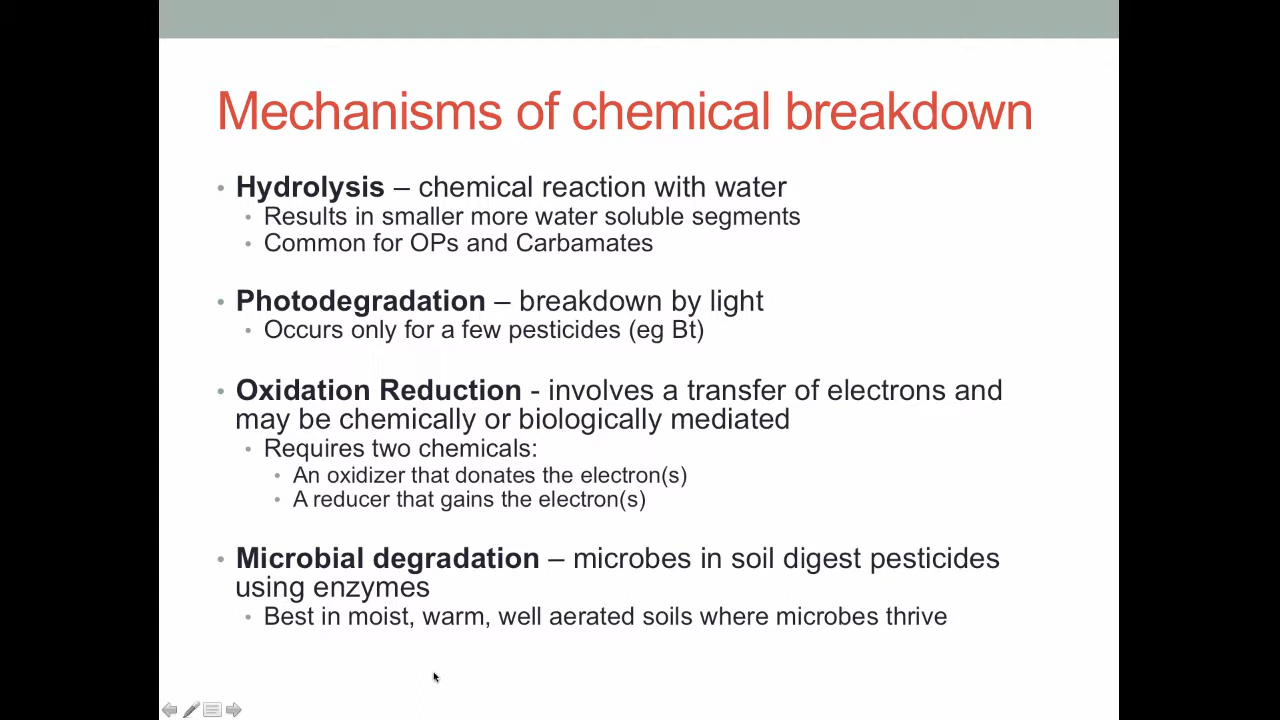 Mechanisms of chemical breakdown
• Hydrolysis – chemical reaction with water
• Results in smaller more water soluble segments
• Common for OPs and Carbamates
• Photodegradation – breakdown by light
• Occurs only for a few pesticides (eg Bt)
• Oxidation Reduction - involves a transfer of electrons and
may be chemically or biologically mediated
• Requires two chemicals:
• An oxidizer that donates the electron(s)
• A reducer that gains the electron(s)
• Microbial degradation – microbes in soil digest pesticides
using enzymes
• Best in moist, warm, well aerated soils where microbes thrive